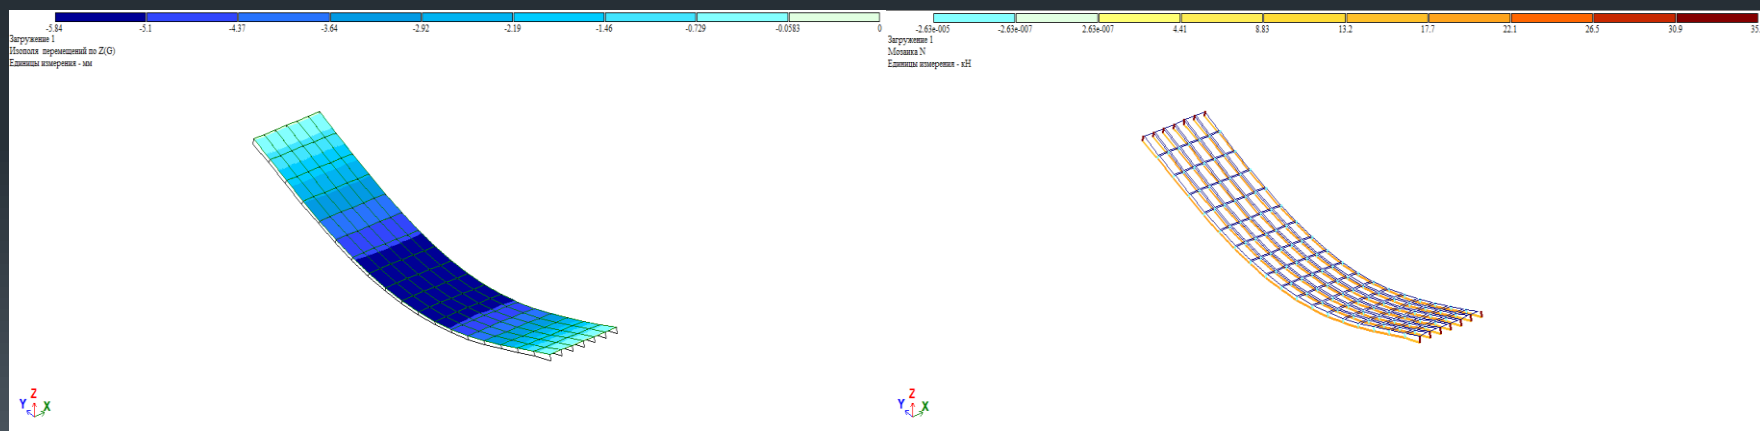 -5.84 -5.1 -4.37 -3.64 -2.92 -2.19 -1.46 -0.729 -0.0583 0
Загружение 1
Изополя перемещений по Z(G)
Единицы измерения - мм
Z
Y X
-2.63e-005 -2.63e-007 2.63e-007 4.41 8.83 13.2 17.7 22.1 26.5 30.9 35.
Загружение 1
Мозаика N
Единицы измерения - кН
Z
Y X